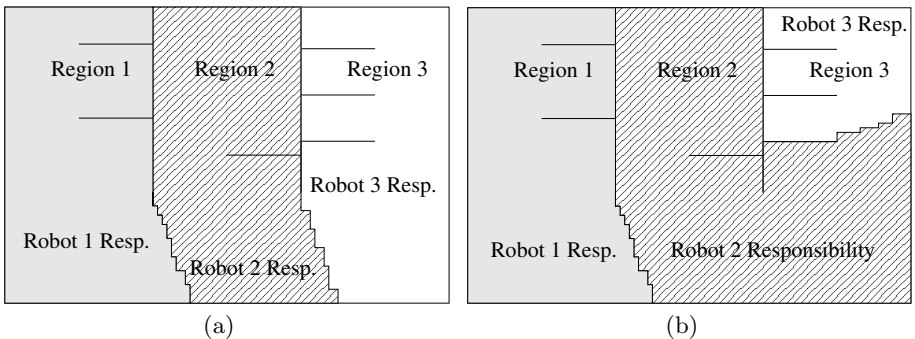 Region 1
Region 2
Region 3
Robot 3 Resp.
Robot 1 Resp.
Robot 2 Resp.
(a)
Robot 3 Resp.
Region 1
Region 2
Region 3
Robot 1 Resp.
Robot 2 Responsibility
(b)